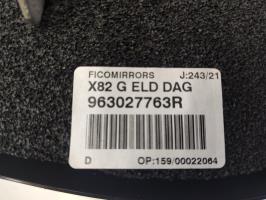 FICOMIRRORS J:243/21
X82 G ELD DAG
963027763R
D OP:159/00022064